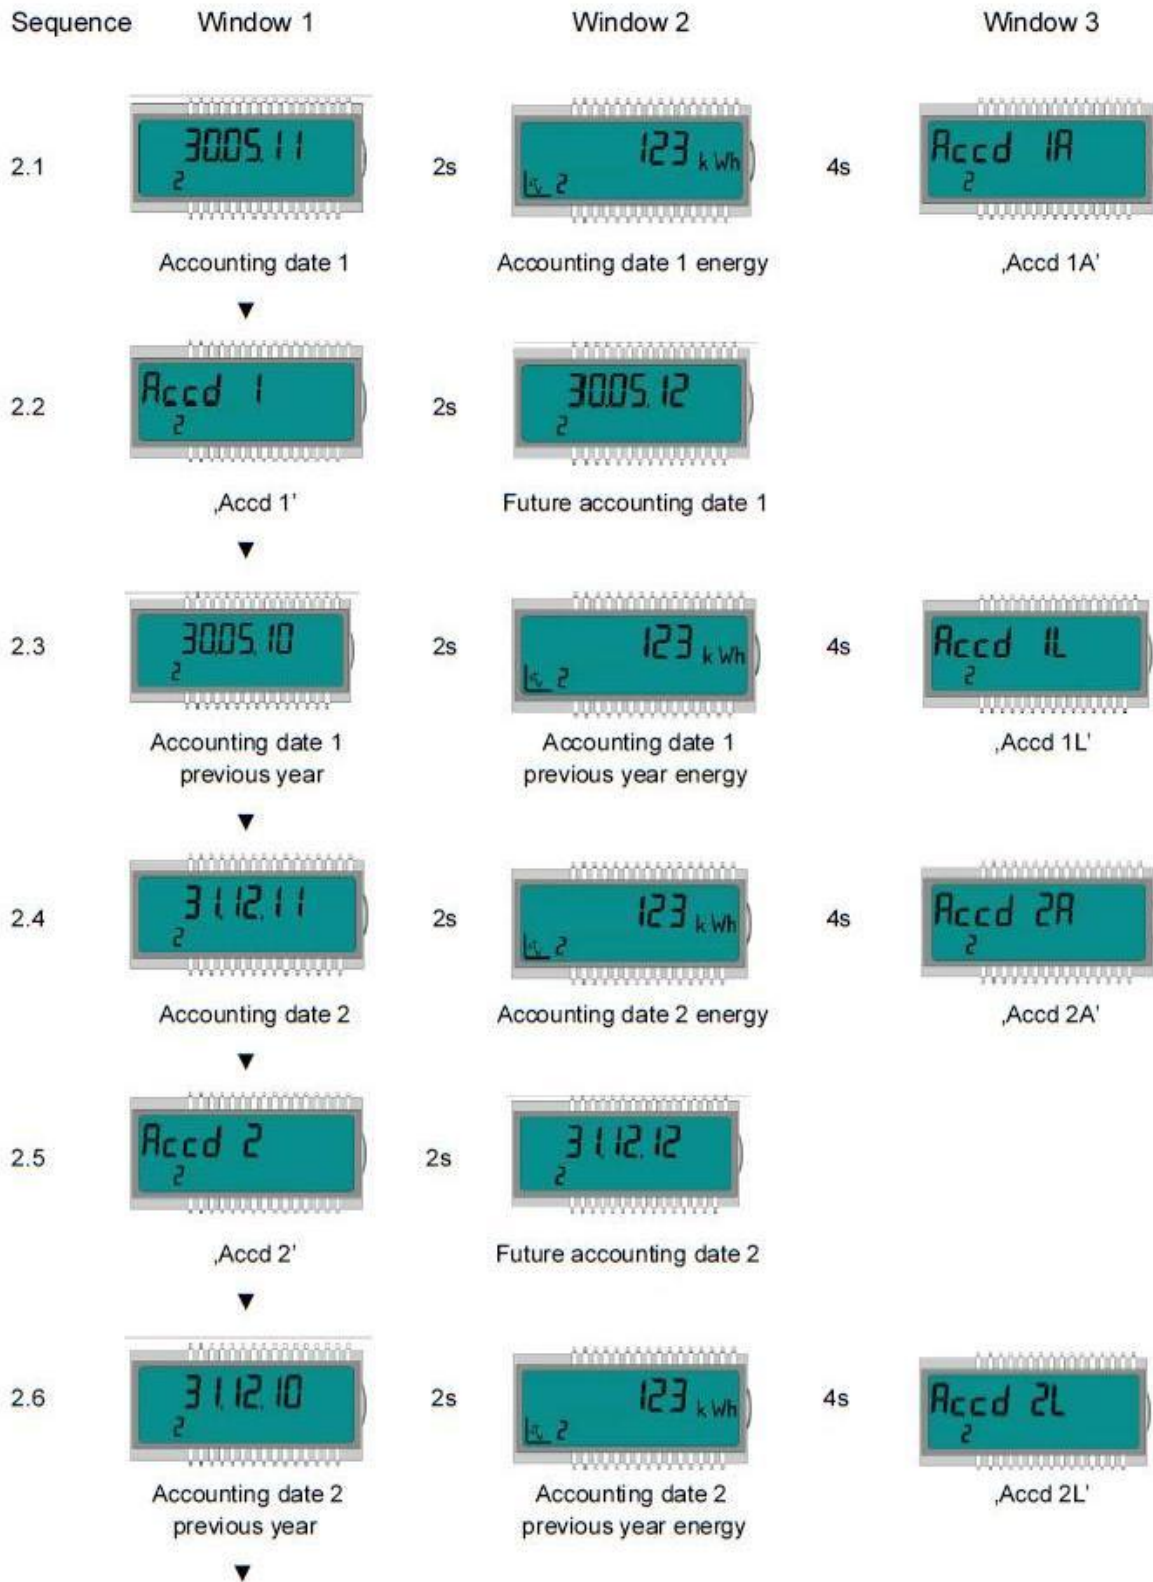 Sequence Window 1 Window 2 Window 3
2.1 30.05.11 2 2s 123 kWh 2 4s Accd 1A 2
Accounting date 1 Accounting date 1 energy ‚Accd 1A’
▼
2.2 Accd 1 2 2s 30.05.12 2
‚Accd 1’ Future accounting date 1
▼
2.3 30.05.10 2 2s 123 kWh 2 4s Accd 1L 2
Accounting date 1 Accounting date 1 ‚Accd 1L’
previous year previous year energy
▼
2.4 31.12.11 2 2s 123 kWh 2 4s Accd 2A 2
Accounting date 2 Accounting date 2 energy ‚Accd 2A’
▼
2.5 Accd 2 2 2s 31.12.12 2
‚Accd 2’ Future accounting date 2
▼
2.6 31.12.10 2 2s 123 kWh 2 4s Accd 2L 2
Accounting date 2 Accounting date 2 ‚Accd 2L’
previous year previous year energy
▼